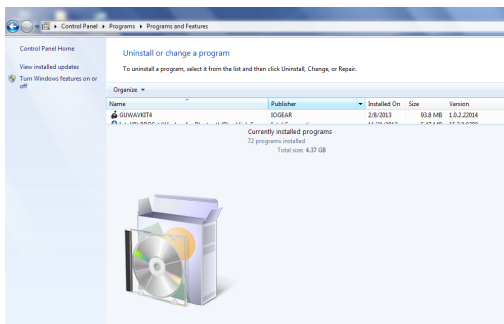 Control Panel ▸ Programs ▸ Programs and Features
Control Panel Home
View installed updates
Turn Windows features on or
off
Uninstall or change a program
To uninstall a program, select it from the list and then click Uninstall, Change, or Repair.
Organize
Name Publisher Installed On Size Version
GUWAVKIT4 IOGEAR 2/8/2013 93.8 MB 1.0.2.22014
Currently installed programs
72 programs installed
Total size 4.37 GB